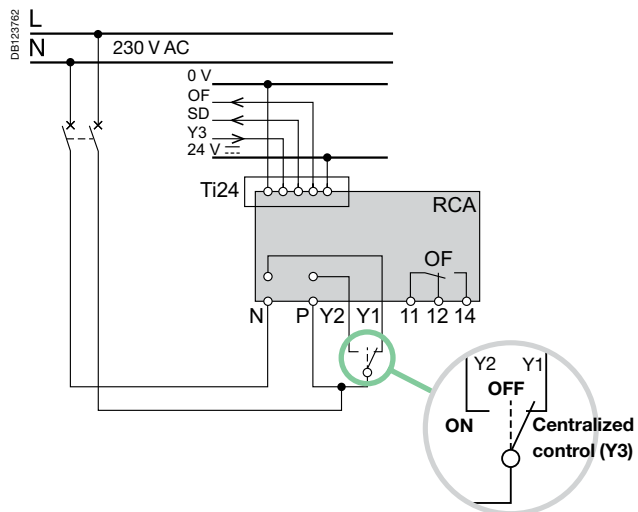 DB123762
L
N
230 V AC
0 V
OF
SD
Y3
24 V
Ti24
RCA
OF
N P Y2 Y1 11 12 14
Y2 Y1
OFF
ON
Centralized
control (Y3)